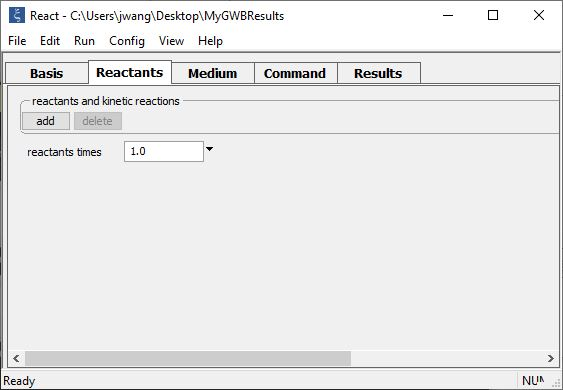 React - C:\Users\jwang\Desktop\MyGWBResults
File Edit Run Config View Help
Basis Reactants Medium Command Results
reactants and kinetic reactions
add delete
reactants times 1.0
Ready NUM